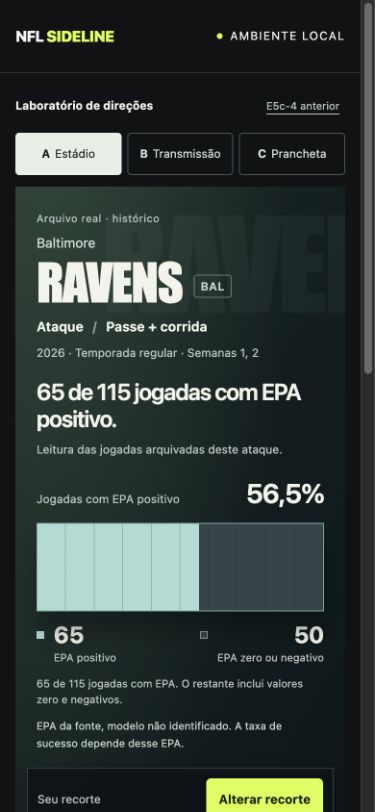 NFL SIDELINE
AMBIENTE LOCAL
Laboratório de direções
E5c-4 anterior
A Estádio
B Transmissão
C Prancheta
Arquivo real · histórico
Baltimore
RAVENS
BAL
Ataque / Passe + corrida
2026 · Temporada regular · Semanas 1, 2
65 de 115 jogadas com EPA
positivo.
Leitura das jogadas arquivadas deste ataque.
Jogadas com EPA positivo
56,5%
65
50
EPA positivo
EPA zero ou negativo
65 de 115 jogadas com EPA. O restante inclui valores
zero e negativos.
EPA da fonte, modelo não identificado. A taxa de
sucesso depende desse EPA.
Seu recorte
Alterar recorte